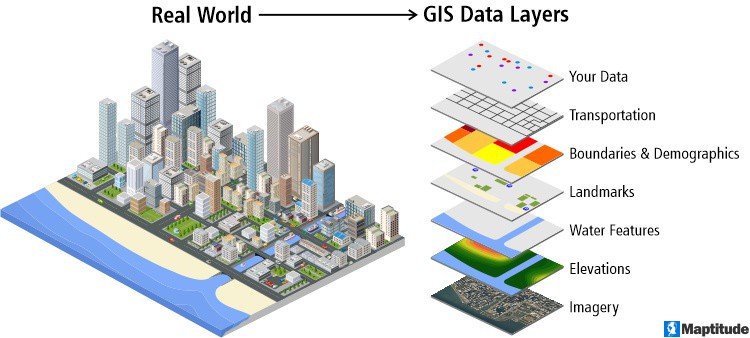 Real World
GIS Data Layers
Your Data
Transportation
Boundaries & Demographics
Landmarks
Water Features
Elevations
Imagery
Maptitude